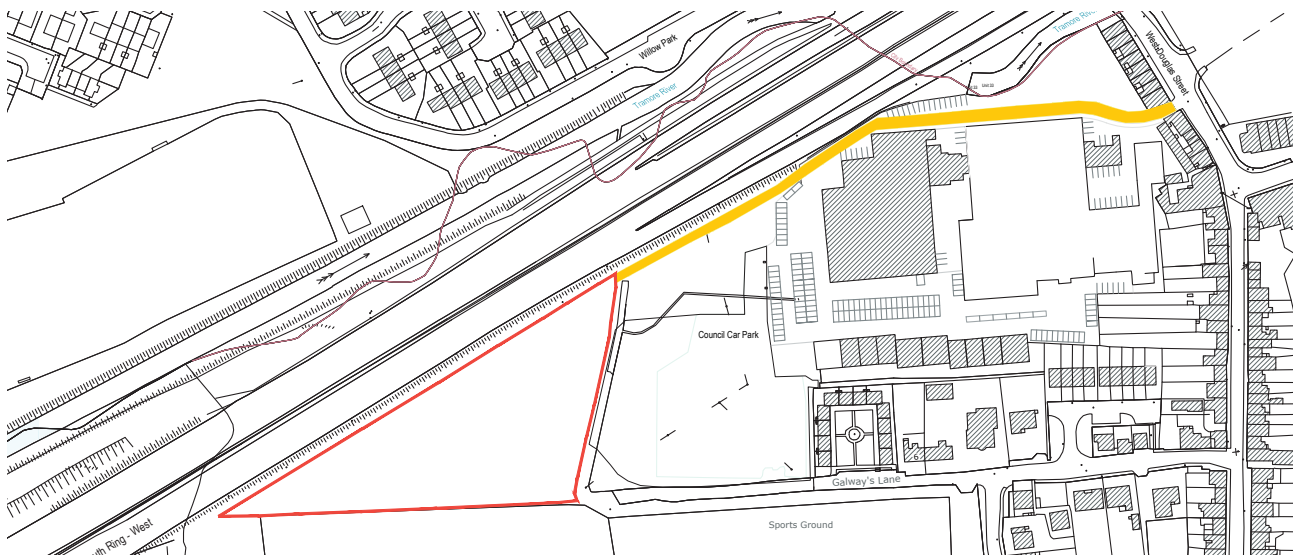 Tramore River
Willow Park
Tramore River
West Douglas Street
Council Car Park
Galway's Lane
6
Sports Ground
uth Ring - West